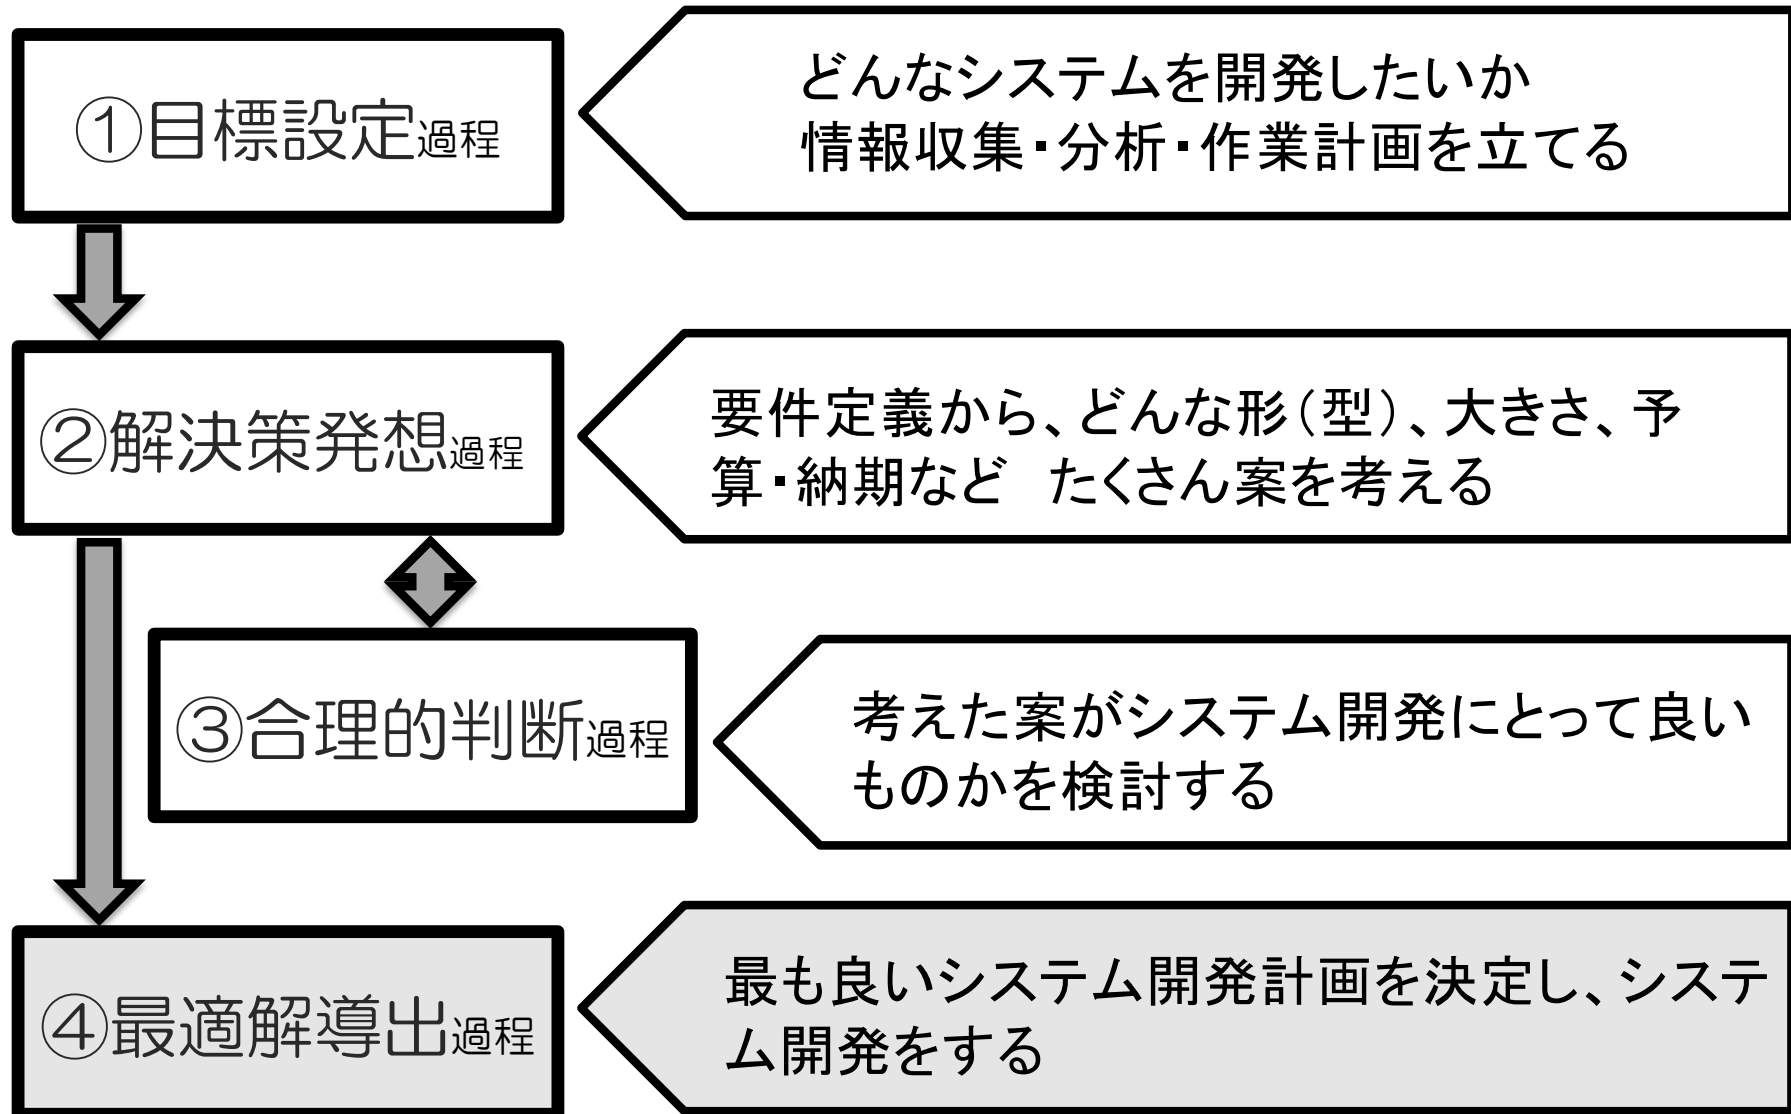 ①目標設定過程
どんなシステムを開発したいか
情報収集・分析・作業計画を立てる
②解決策発想過程
要件定義から、どんな形（型）、大きさ、予
算・納期など　たくさん案を考える
③合理的判断過程
考えた案がシステム開発にとって良い
ものかを検討する
④最適解導出過程
最も良いシステム開発計画を決定し、システ
ム開発をする